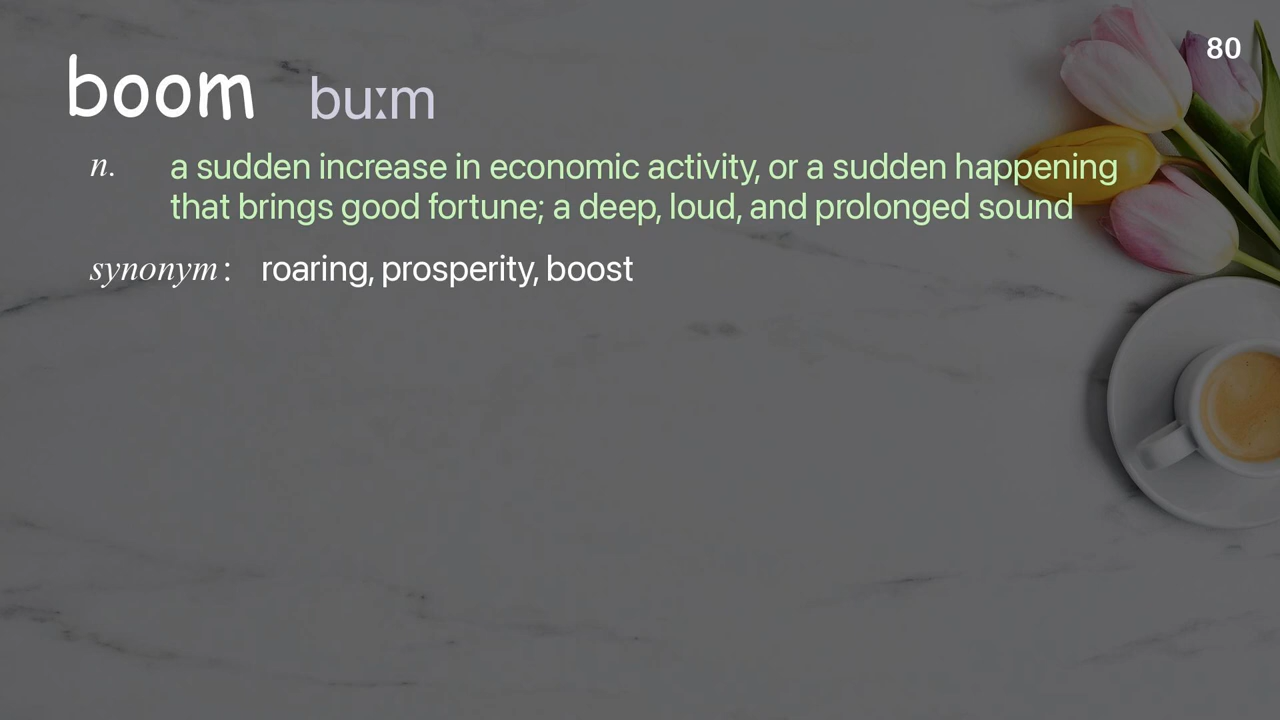 80
boom buːm
n. a sudden increase in economic activity, or a sudden happening
that brings good fortune; a deep, loud, and prolonged sound
synonym: roaring, prosperity, boost